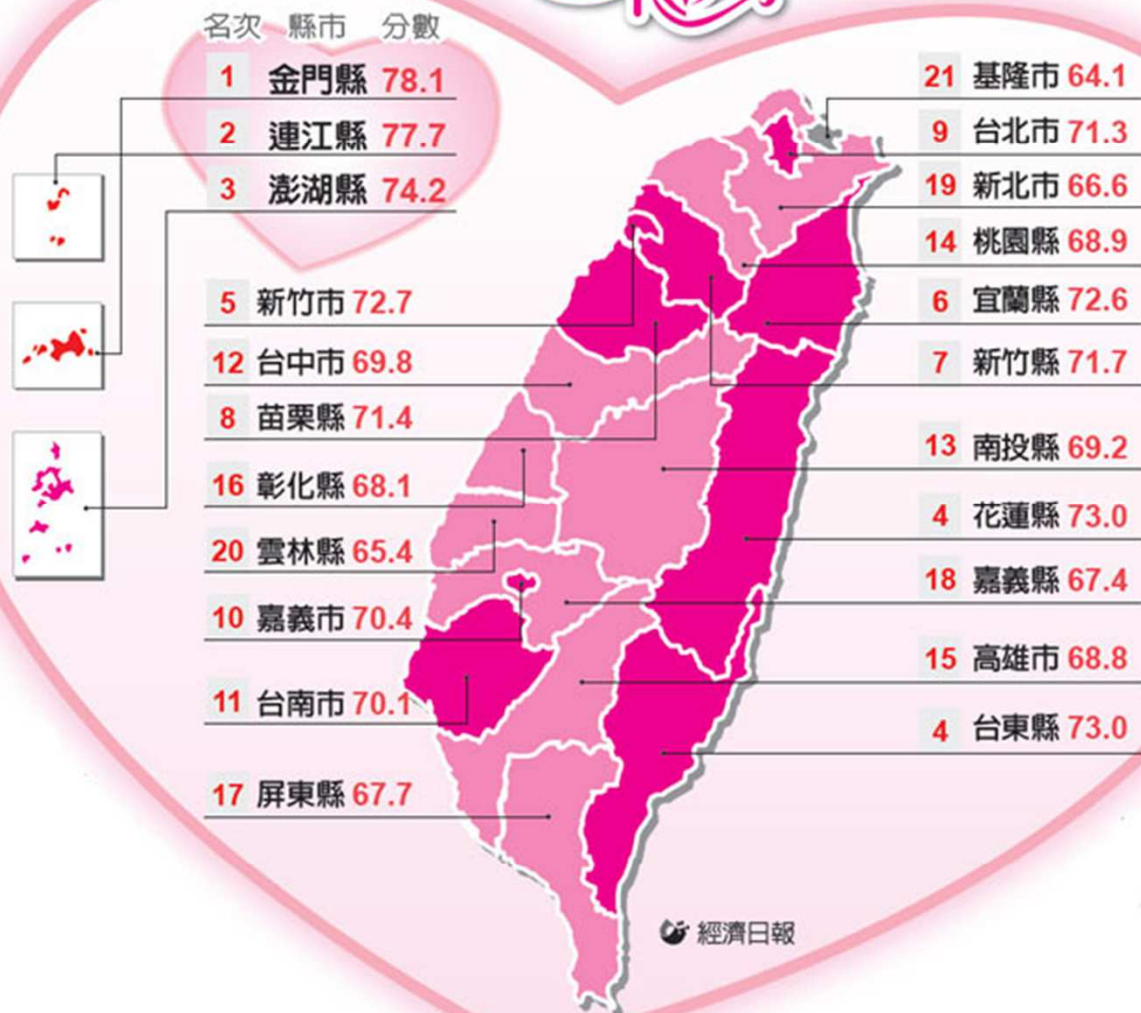 名次 縣市 分數
1 金門縣 78.1
2 連江縣 77.7
3 澎湖縣 74.2
5 新竹市 72.7
12 台中市 69.8
8 苗栗縣 71.4
16 彰化縣 68.1
20 雲林縣 65.4
10 嘉義市 70.4
11 台南市 70.1
17 屏東縣 67.7
21 基隆市 64.1
9 台北市 71.3
19 新北市 66.6
14 桃園縣 68.9
6 宜蘭縣 72.6
7 新竹縣 71.7
13 南投縣 69.2
4 花蓮縣 73.0
18 嘉義縣 67.4
15 高雄市 68.8
4 台東縣 73.0
經濟日報